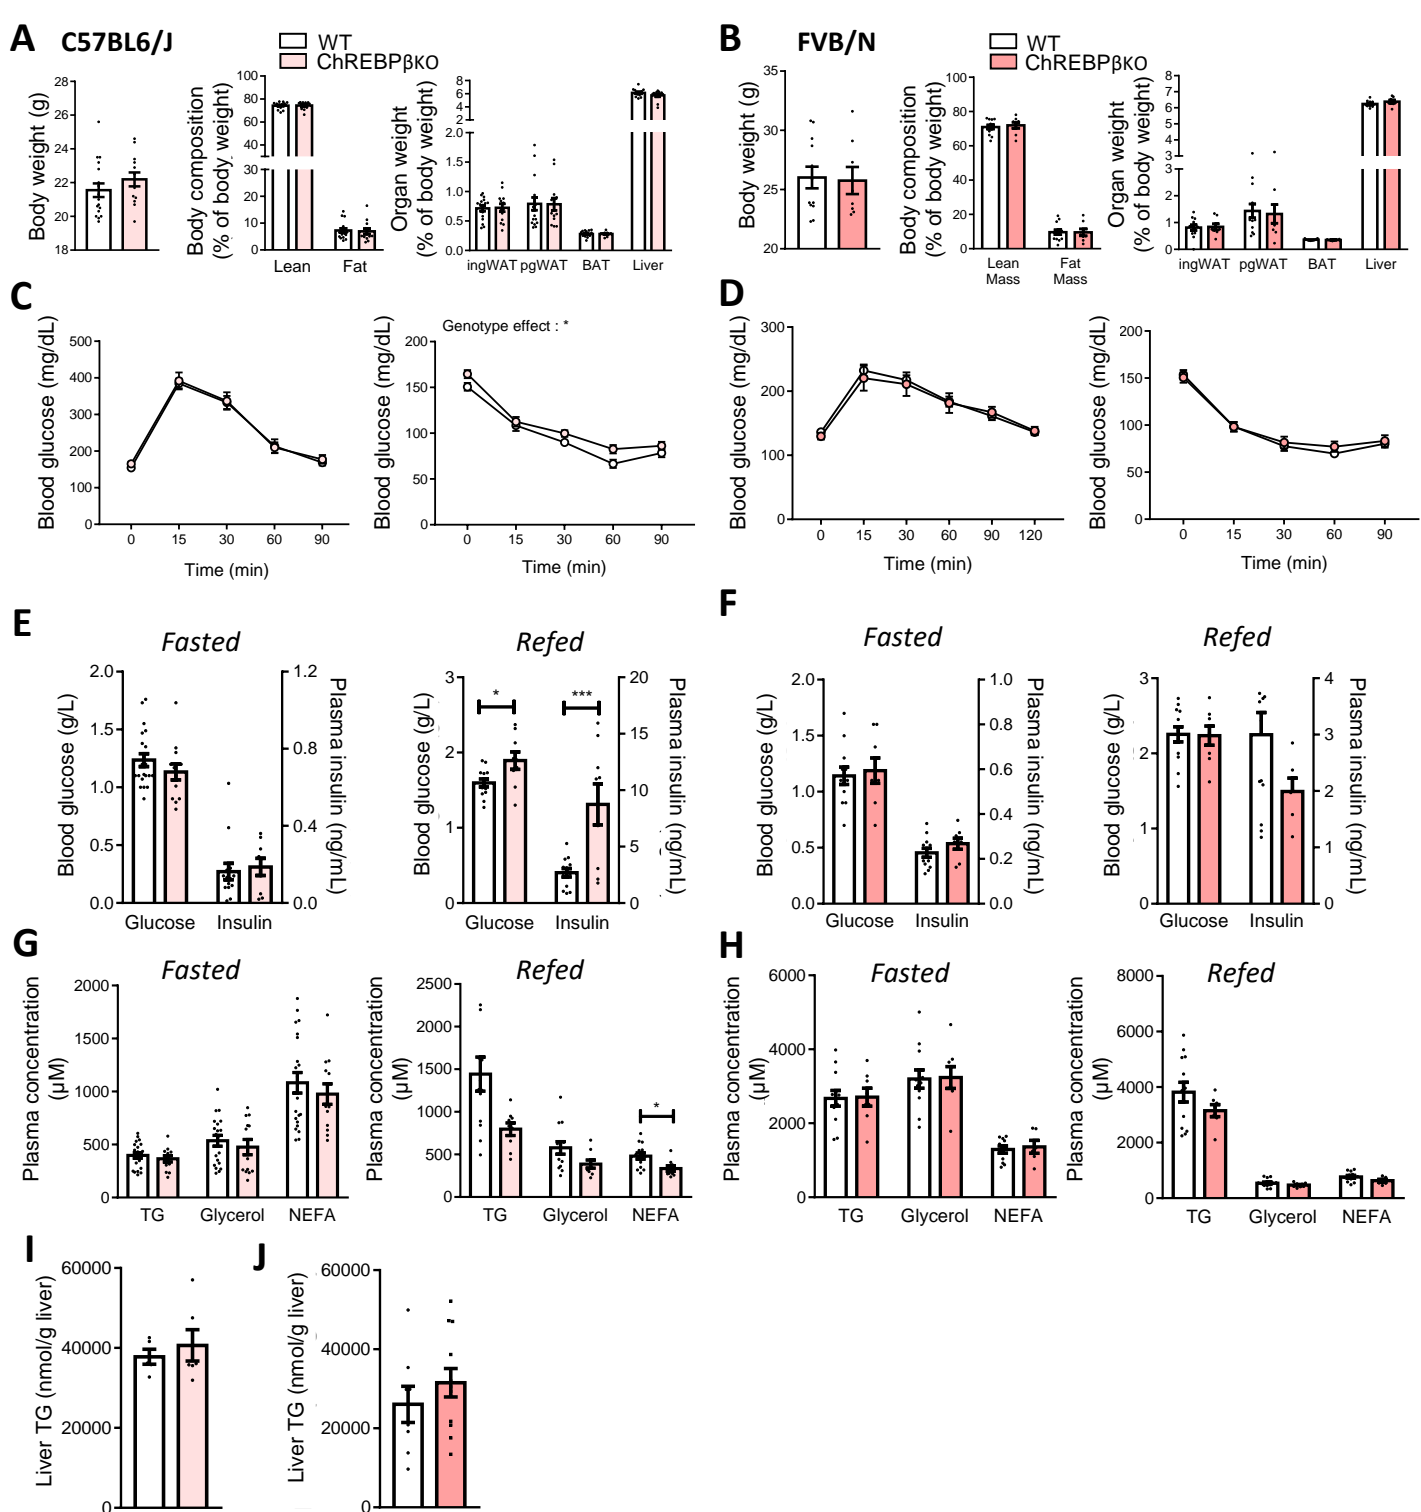 A C57BL6/J
WT
ChREBPβKO
B FVB/N
WT
ChREBPβKO
Body weight (g)
28
26
24
22
20
18
Body composition
(% of body weight)
100
80
60
40
30
20
10
0
Lean Fat
Organ weight
(% of body weight)
8
6
4
2
2.0
1.5
1.0
0.5
0.0
ingWAT pgWAT BAT Liver
Body weight (g)
35
30
25
20
Body composition
(% of body weight)
100
80
60
40
20
0
Lean Mass
Fat Mass
Organ weight
(% of body weight)
8
7
6
5
4
3
3
2
1
0
ingWAT pgWAT BAT Liver
C
Blood glucose (mg/dL)
500
400
300
200
100
0
0 15 30 60 90
Time (min)
Genotype effect : *
Blood glucose (mg/dL)
200
150
100
50
0
0 15 30 60 90
Time (min)
D
Blood glucose (mg/dL)
300
200
100
0
0 15 30 60 90 120
Time (min)
Blood glucose (mg/dL)
200
150
100
50
0
0 15 30 60 90
Time (min)
E
Fasted
Blood glucose (g/L)
2.0
1.5
1.0
0.5
0.0
Glucose Insulin
1.2
0.8
0.4
0.0
Plasma insulin (ng/mL)
Refed
Blood glucose (g/L)
3
2
1
0
* ***
Glucose Insulin
20
15
10
5
0
Plasma insulin (ng/mL)
F
Fasted
Blood glucose (g/L)
2.0
1.5
1.0
0.5
0.0
Glucose Insulin
1.0
0.8
0.6
0.4
0.2
0.0
Plasma insulin (ng/mL)
Refed
Blood glucose (g/L)
3
2
1
0
Glucose Insulin
4
3
2
1
0
Plasma insulin (ng/mL)
G
Fasted
Plasma concentration
(µM)
2000
1500
1000
500
0
TG Glycerol NEFA
Refed
Plasma concentration
(µM)
2500
2000
1500
1000
500
0
*
TG Glycerol NEFA
H
Fasted
Plasma concentration
(µM)
6000
4000
2000
0
TG Glycerol NEFA
Refed
Plasma concentration
(µM)
8000
6000
4000
2000
0
TG Glycerol NEFA
I
Liver TG (nmol/g liver)
60000
40000
20000
0
J
Liver TG (nmol/g liver)
60000
40000
20000
0